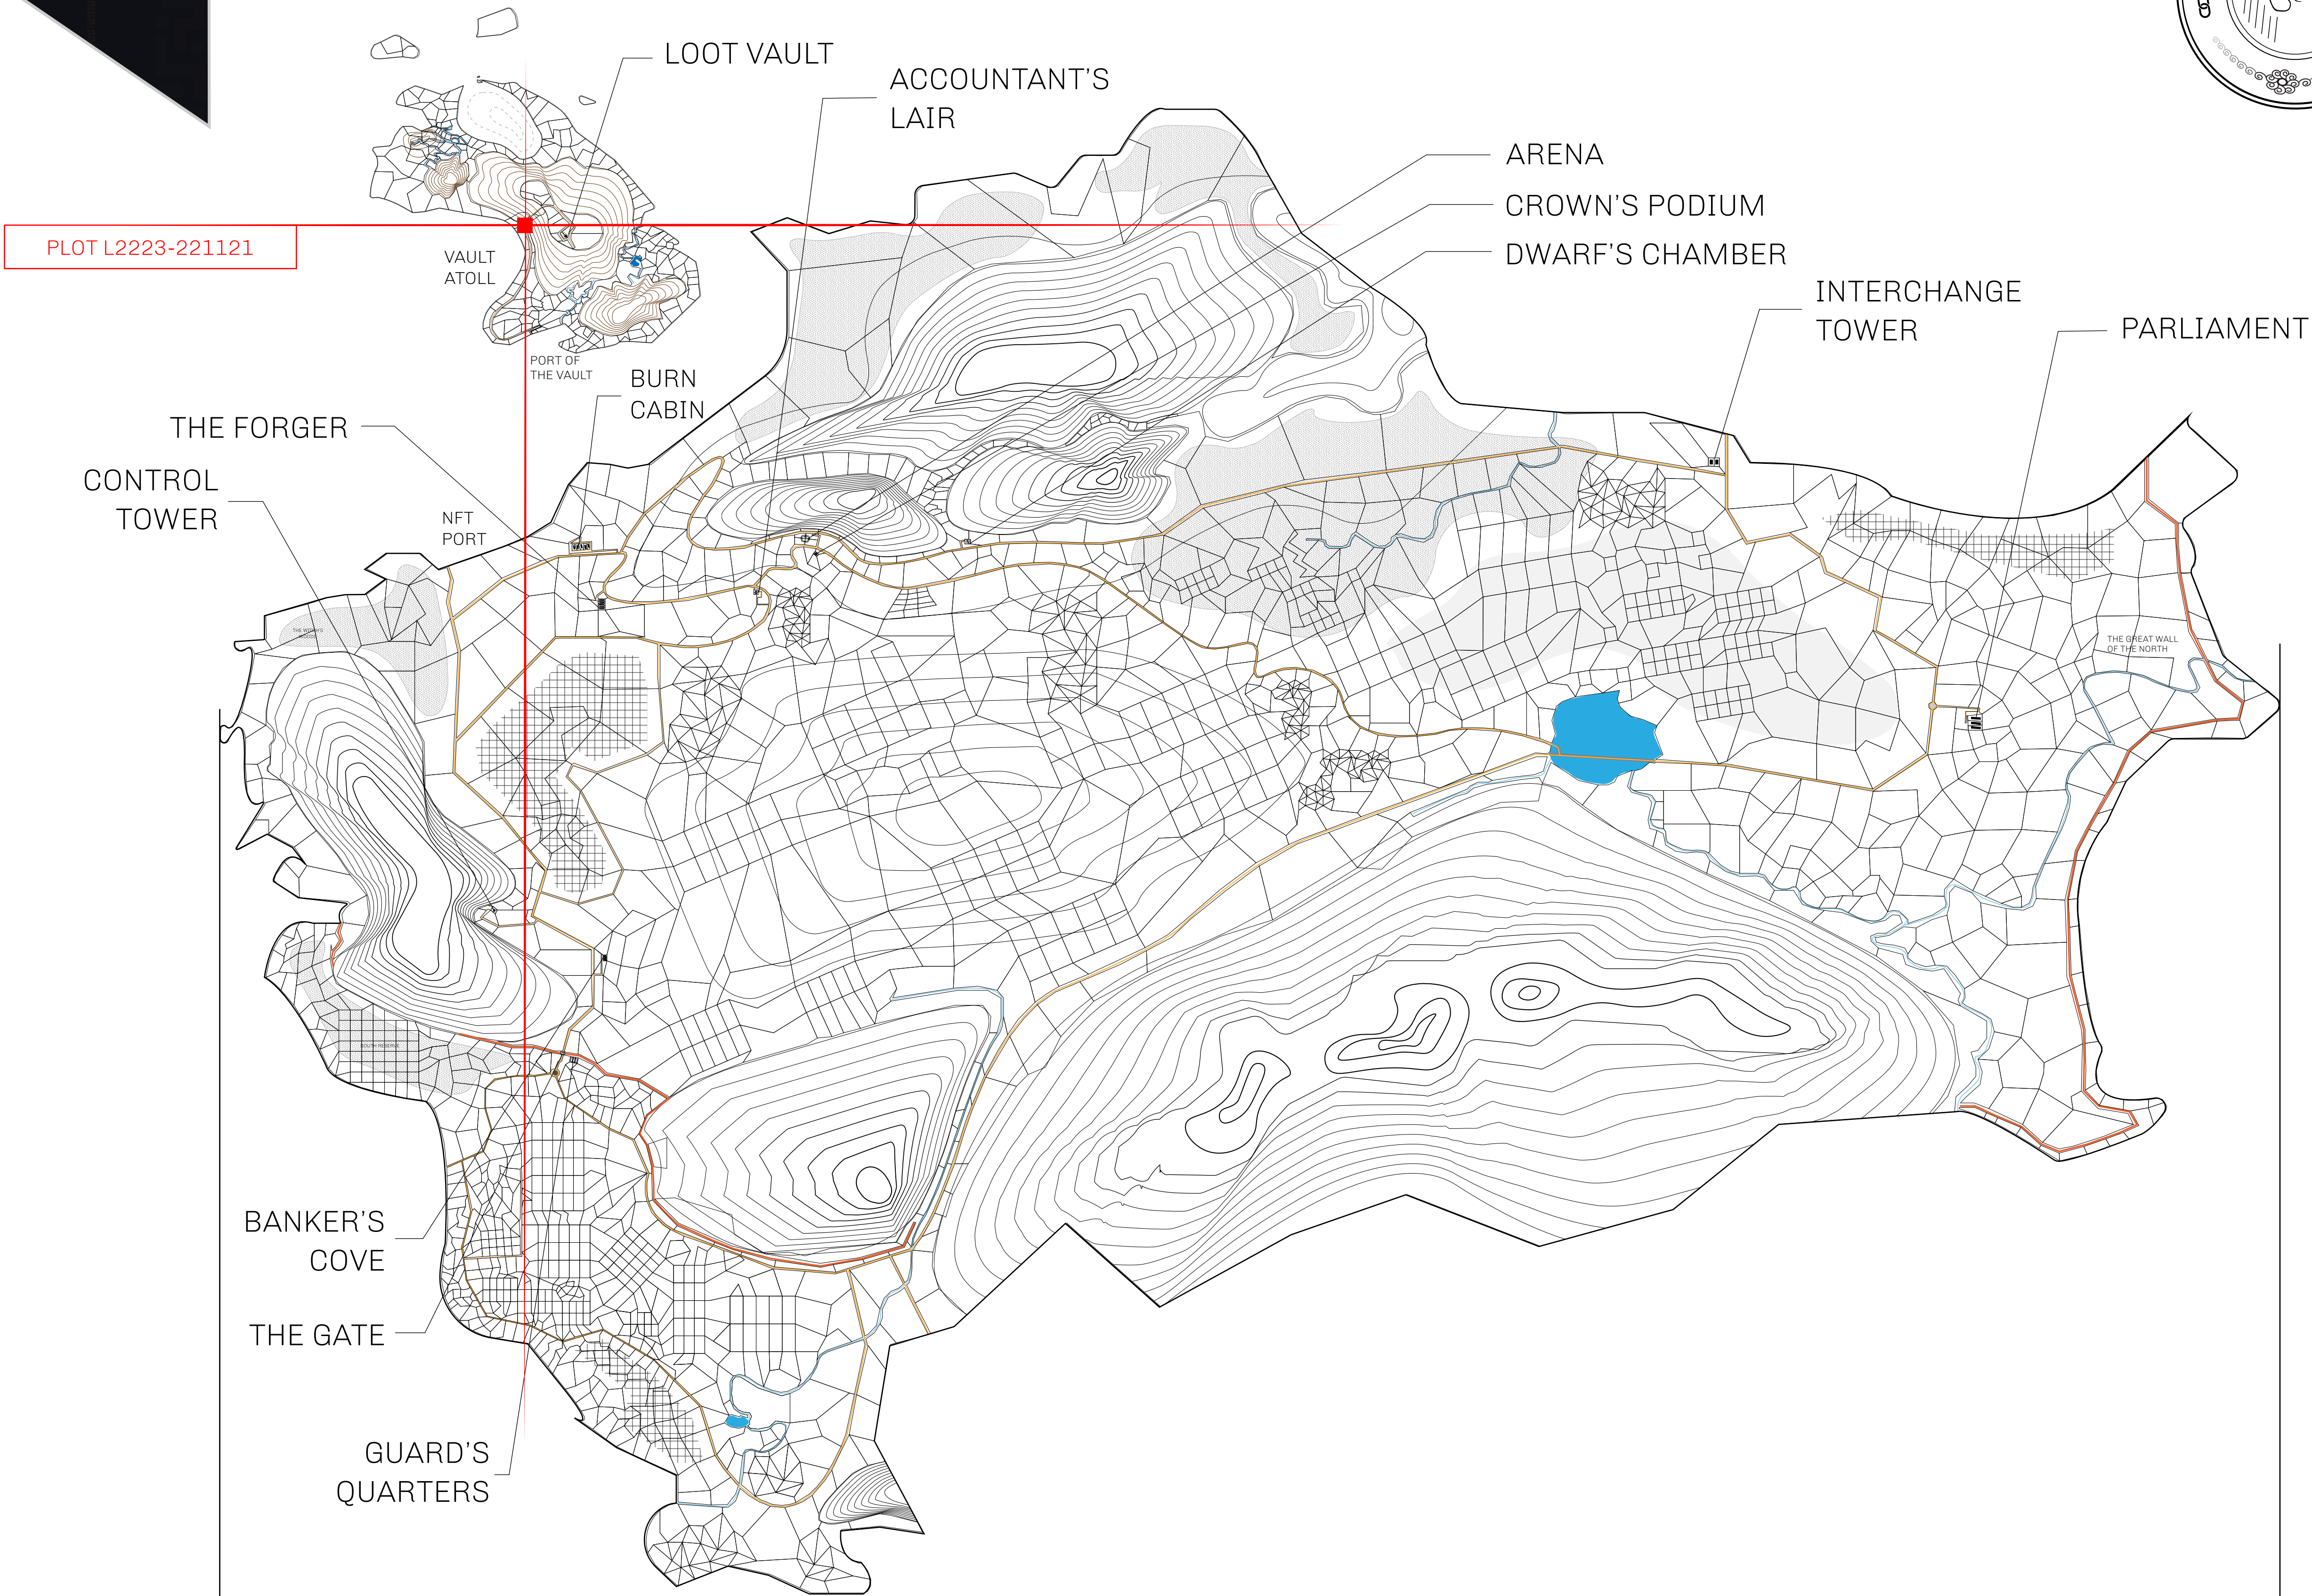 LOOT VAULT
ACCOUNTANT'S
LAIR
ARENA
CROWN'S PODIUM
DWARF'S CHAMBER
PLOT L2223-221121
VAULT
ATOLL
INTERCHANGE
TOWER
PARLIAMENT
PORT OF
THE VAULT
BURN
CABIN
THE FORGER
CONTROL
TOWER
NFT
PORT
THE GREAT WALL
OF THE NORTH
SOUTH RESERVE
BANKER'S
COVE
THE GATE
GUARD'S
QUARTERS